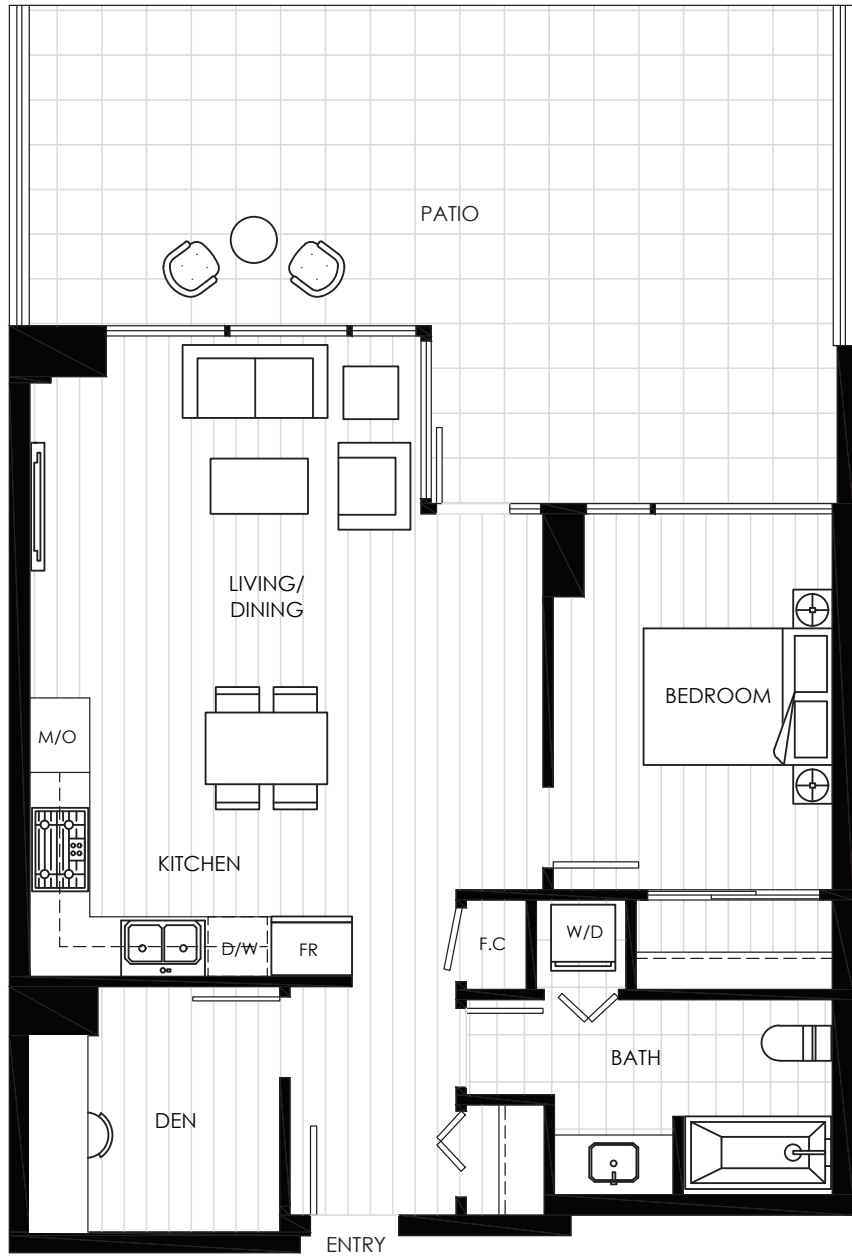 PATIO
LIVING/
DINING
BEDROOM
M/O
KITCHEN
D/W
FR
F.C
W/D
BATH
DEN
ENTRY